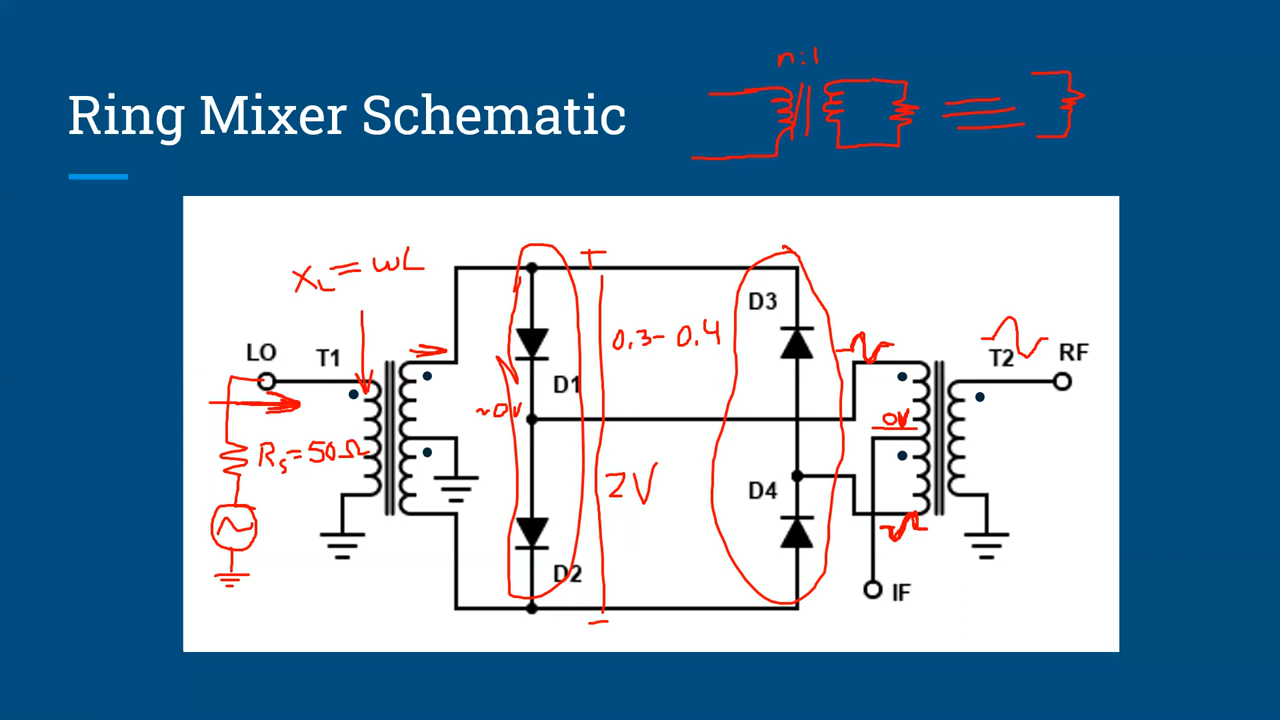 n:1
Ring Mixer Schematic
X_L = ωL
D3
0.3 - 0.4
LO
T1
T2
RF
D1
~0V
0V
R_s = 50Ω
2V
D4
D2
IF